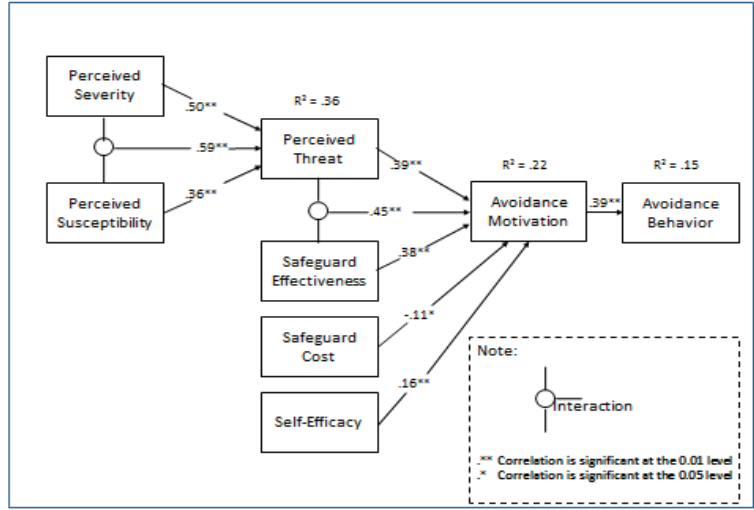 Perceived
Severity
.50**
R² = .36
Perceived
Threat
.59**
.39**
R² = .22
R² = .15
.36**
Perceived
Susceptibility
.45**
Avoidance
Motivation
.39**
Avoidance
Behavior
Safeguard
Effectiveness
.38**
Safeguard
Cost
-.11*
.16**
Self-Efficacy
Note:
Interaction
.** Correlation is significant at the 0.01 level
.* Correlation is significant at the 0.05 level